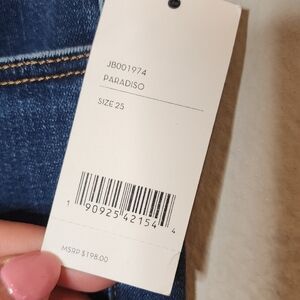 JB001974
PARADISO
SIZE 25
1 90925 42154 4
MSRP $198.00